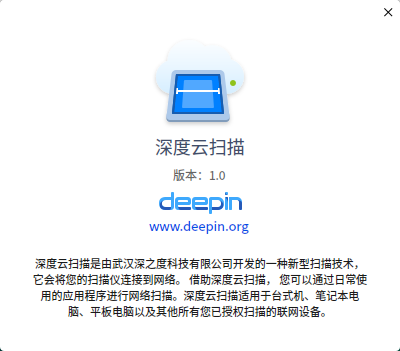 深度云扫描
版本：1.0
deepin
www.deepin.org
深度云扫描是由武汉深之度科技有限公司开发的一种新型扫描技术，
它会将您的扫描仪连接到网络。 借助深度云扫描， 您可以通过日常使
用的应用程序进行网络扫描。深度云扫描适用于台式机、笔记本电
脑、平板电脑以及其他所有您已授权扫描的联网设备。